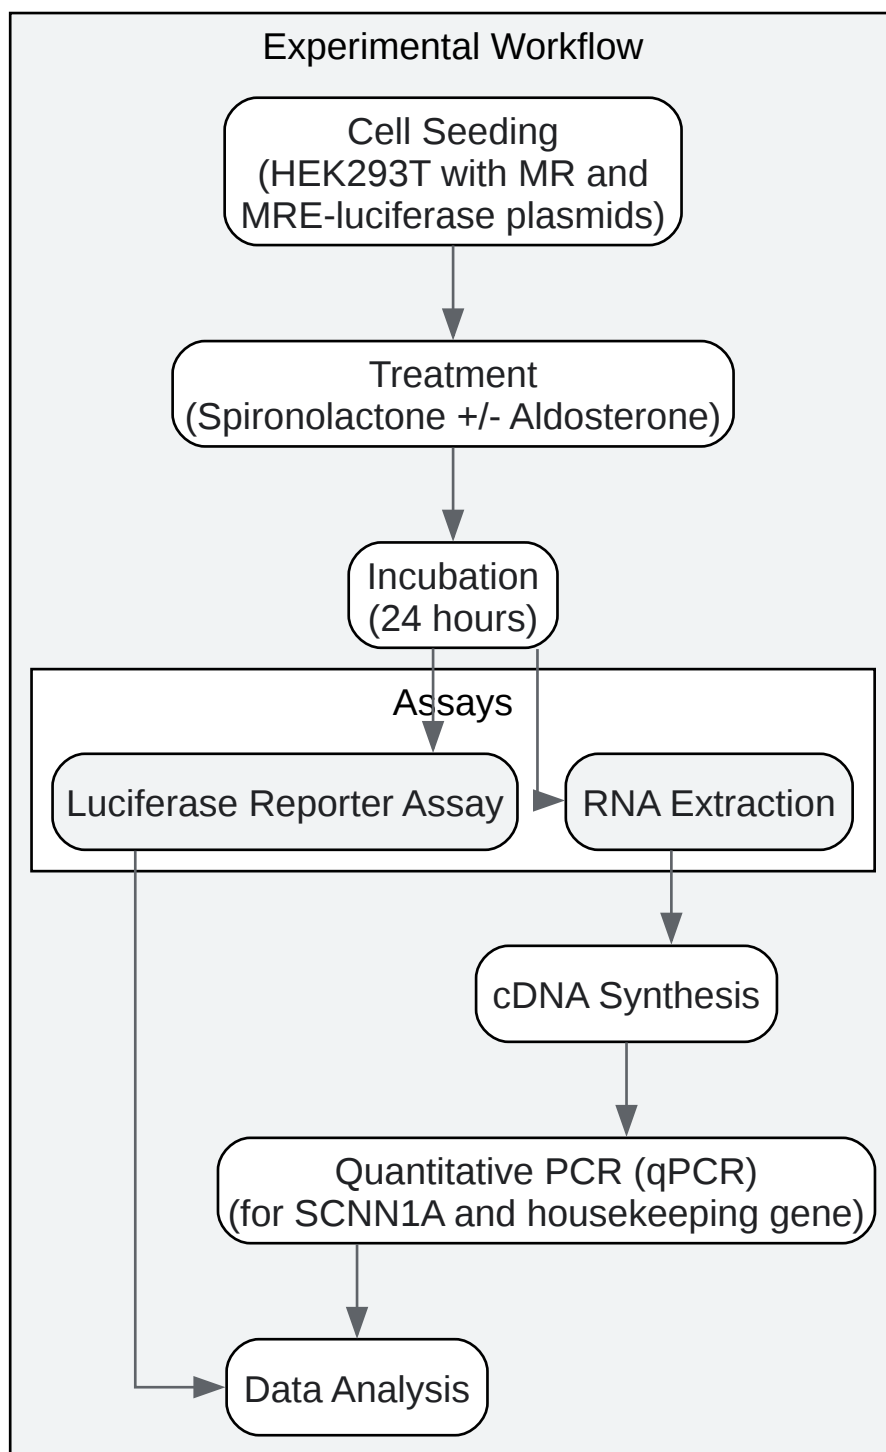 Experimental Workflow
Cell Seeding
(HEK293T with MR and
MRE-luciferase plasmids)
Treatment
(Spironolactone +/- Aldosterone)
Incubation
(24 hours)
Assays
Luciferase Reporter Assay
RNA Extraction
cDNA Synthesis
Quantitative PCR (qPCR)
(for SCNN1A and housekeeping gene)
Data Analysis